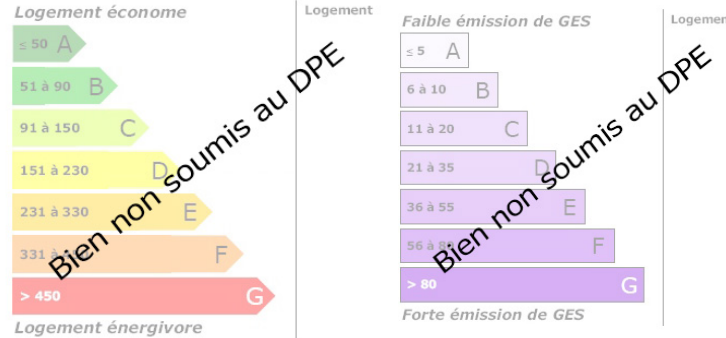 Logement économe
Logement
≤ 50 A
51 à 90 B
91 à 150 C
151 à 230 D
231 à 330 E
331 à F
> 450 G
Logement énergivore
Bien non soumis au DPE
Faible émission de GES
Logemen
≤ 5 A
6 à 10 B
11 à 20 C
21 à 35 D
36 à 55 E
56 à 80 F
> 80 G
Forte émission de GES
Bien non soumis au DPE